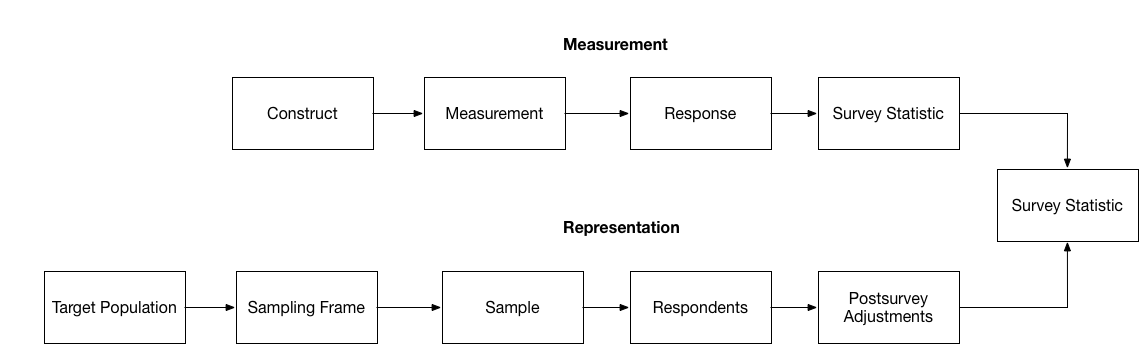 Measurement
Construct
Measurement
Response
Survey Statistic
Survey Statistic
Representation
Target Population
Sampling Frame
Sample
Respondents
Postsurvey
Adjustments